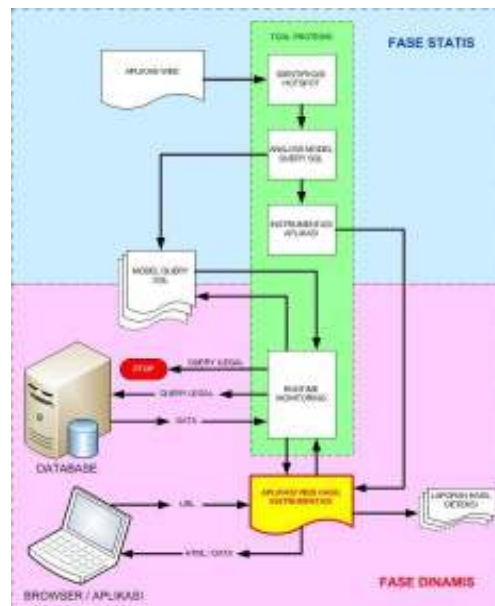 FASE STATIS
TOOL PROTEKSI
APLIKASI WEB
IDENTIFIKASI
HOTSPOT
ANALISIS MODEL
QUERY SQL
INSTRUMENTASI
APLIKASI
MODEL QUERY
SQL
STOP
QUERY ILEGAL
QUERY LEGAL
DATA
RUNTIME
MONITORING
DATABASE
APLIKASI WEB HASIL
INSTRUMENTASI
LAPORAN HASIL
DETEKSI
URL
HTML / DATA
BROWSER / APLIKASI
FASE DINAMIS